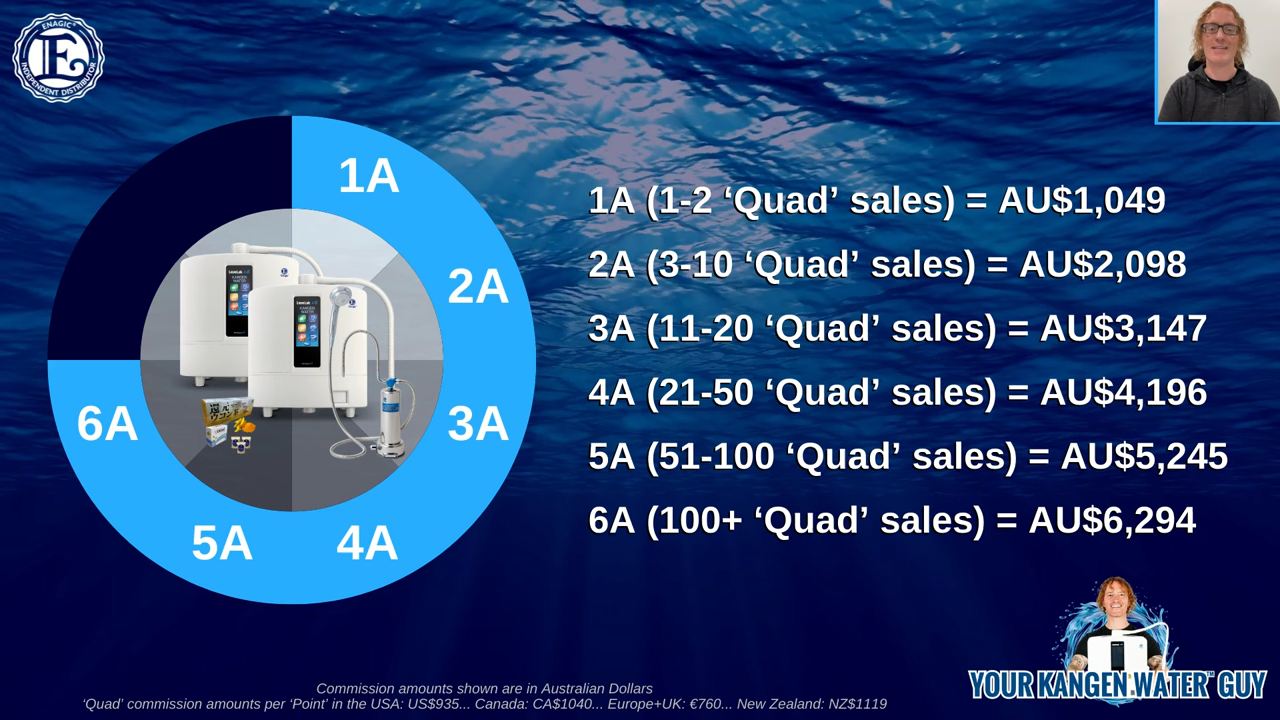 ENAGIC®
E
INDEPENDENT DISTRIBUTOR
1A
2A
3A
4A
5A
6A
1A (1-2 ‘Quad’ sales) = AU$1,049
2A (3-10 ‘Quad’ sales) = AU$2,098
3A (11-20 ‘Quad’ sales) = AU$3,147
4A (21-50 ‘Quad’ sales) = AU$4,196
5A (51-100 ‘Quad’ sales) = AU$5,245
6A (100+ ‘Quad’ sales) = AU$6,294
YOUR KANGEN WATER™ GUY
Commission amounts shown are in Australian Dollars
‘Quad’ commission amounts per ‘Point’ in the USA: US$935... Canada: CA$1040... Europe+UK: €760... New Zealand: NZ$1119